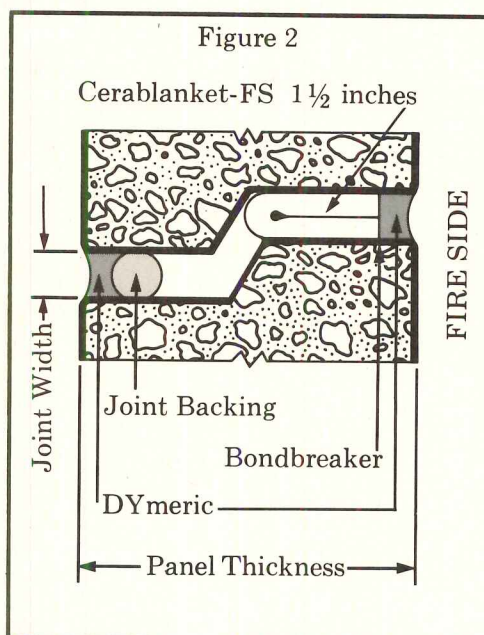 Figure 2
Cerablanket-FS 1½ inches
FIRE SIDE
Joint Width
Joint Backing
Bondbreaker
DYmeric
Panel Thickness